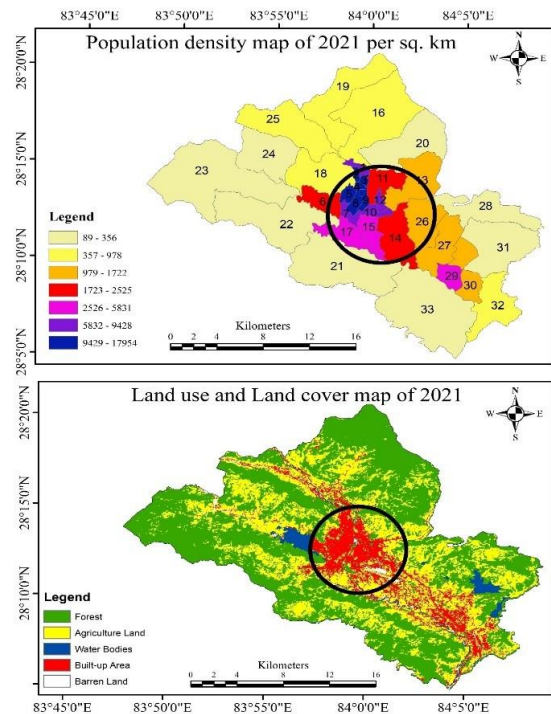 83°50'0"E 83°55'0"E 84°0'0"E 84°5'0"E
Population density map of 2021 per sq. km
N
W E
S
28°20'0"N
28°15'0"N
28°10'0"N
28°5'0"N
19
16
25
20
24
23
18
11
13
6
12
28
22
10
26
17
15
27
31
14
21
29
30
33
32
Legend
89 - 356
357 - 978
979 - 1722
1723 - 2525
2526 - 5831
5832 - 9428
9429 - 17954
Kilometers
0 2 4 8 12 16
Land use and Land cover map of 2021
N
W E
S
28°20'0"N
28°15'0"N
28°10'0"N
Legend
Forest
Agriculture Land
Water Bodies
Built-up Area
Barren Land
Kilometers
0 2 4 8 12 16
83°45'0"E 83°50'0"E 83°55'0"E 84°0'0"E 84°5'0"E